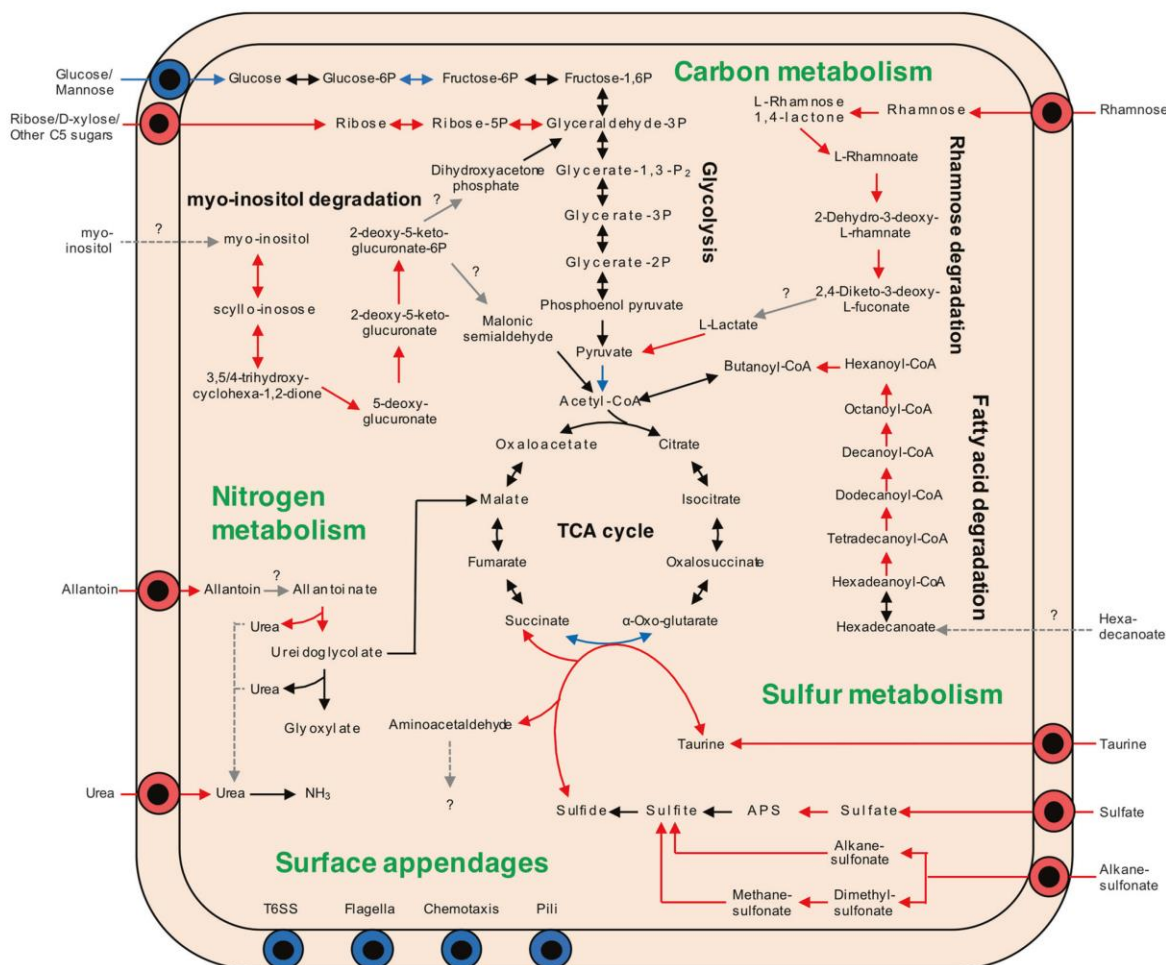 Glucose/
Mannose
Glucose
Glucose-6P
Fructose-6P
Fructose-1,6P
Carbon metabolism
Ribose/D-xylose/
Other C5 sugars
Ribose
Ribose-5P
Glyceraldehyde-3P
L-Rhamnose
1,4-lactone
Rhamnose
Rhamnose
L-Rhamnoate
Dihydroxyacetone
phosphate
Glycerate-1,3-P2
Glycolysis
Rhamnose degradation
myo-inositol degradation
?
2-Dehydro-3-deoxy-
L-rhamnate
Glycerate-3P
myo-
inositol
?
myo-inositol
2-deoxy-5-keto-
glucuronate-6P
Glycerate-2P
?
?
2,4-Diketo-3-deoxy-
L-fuconate
scyllo-inosose
2-deoxy-5-keto-
glucuronate
Malonic
semialdehyde
Phosphoenol pyruvate
L-Lactate
Pyruvate
Butanoyl-CoA
Hexanoyl-CoA
3,5/4-trihydroxy-
cyclohexa-1,2-dione
5-deoxy-
glucuronate
Acetyl-CoA
Octanoyl-CoA
Fatty acid degradation
Oxaloacetate
Citrate
Decanoyl-CoA
Nitrogen
metabolism
Malate
Isocitrate
Dodecanoyl-CoA
TCA cycle
Tetradecanoyl-CoA
Fumarate
Oxalosuccinate
Hexadeanoyl-CoA
Allantoin
Allantoin
?
Allantoinate
Succinate
α-Oxo-glutarate
Hexadecanoate
?
Hexa-
decanoate
Urea
Ureidoglycolate
Urea
Glyoxylate
Sulfur metabolism
Aminoacetaldehyde
Taurine
Taurine
Urea
Urea
NH3
?
Sulfide
Sulfite
APS
Sulfate
Sulfate
Alkane-
sulfonate
Alkane-
sulfonate
Methane-
sulfonate
Dimethyl-
sulfonate
Surface appendages
T6SS
Flagella
Chemotaxis
Pili